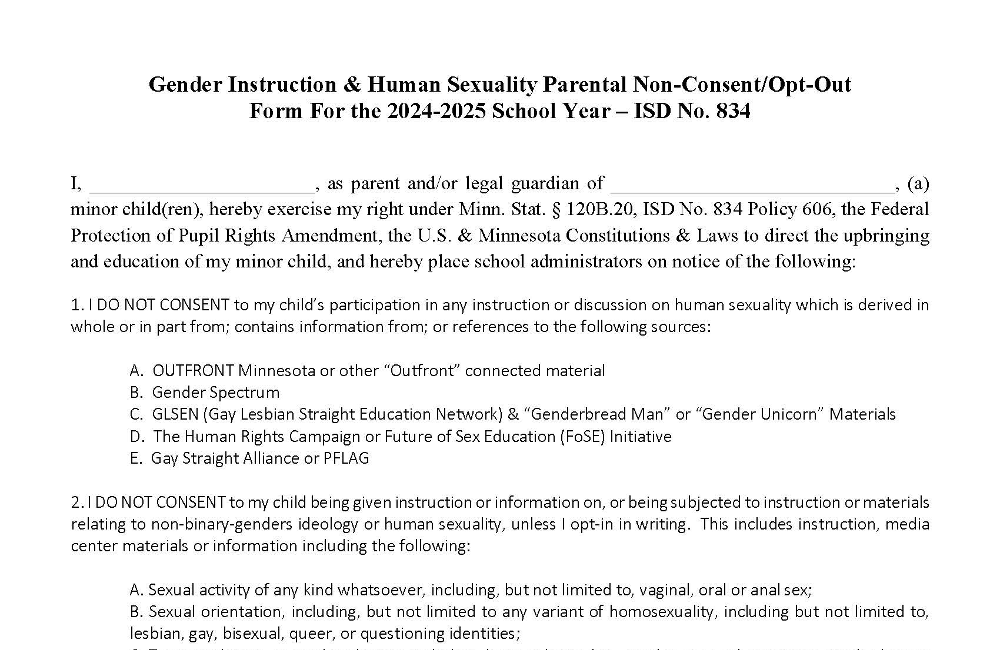 Gender Instruction & Human Sexuality Parental Non-Consent/Opt-Out
Form For the 2024-2025 School Year – ISD No. 834
I, ________________________, as parent and/or legal guardian of ______________________________, (a)
minor child(ren), hereby exercise my right under Minn. Stat. § 120B.20, ISD No. 834 Policy 606, the Federal
Protection of Pupil Rights Amendment, the U.S. & Minnesota Constitutions & Laws to direct the upbringing
and education of my minor child, and hereby place school administrators on notice of the following:
1. I DO NOT CONSENT to my child’s participation in any instruction or discussion on human sexuality which is derived in
whole or in part from; contains information from; or references to the following sources:
A. OUTFRONT Minnesota or other “Outfront” connected material
B. Gender Spectrum
C. GLSEN (Gay Lesbian Straight Education Network) & “Genderbread Man” or “Gender Unicorn” Materials
D. The Human Rights Campaign or Future of Sex Education (FoSE) Initiative
E. Gay Straight Alliance or PFLAG
2. I DO NOT CONSENT to my child being given instruction or information on, or being subjected to instruction or materials
relating to non-binary-genders ideology or human sexuality, unless I opt-in in writing. This includes instruction, media
center materials or information including the following:
A. Sexual activity of any kind whatsoever, including, but not limited to, vaginal, oral or anal sex;
B. Sexual orientation, including, but not limited to any variant of homosexuality, including but not limited to,
lesbian, gay, bisexual, queer, or questioning identities;